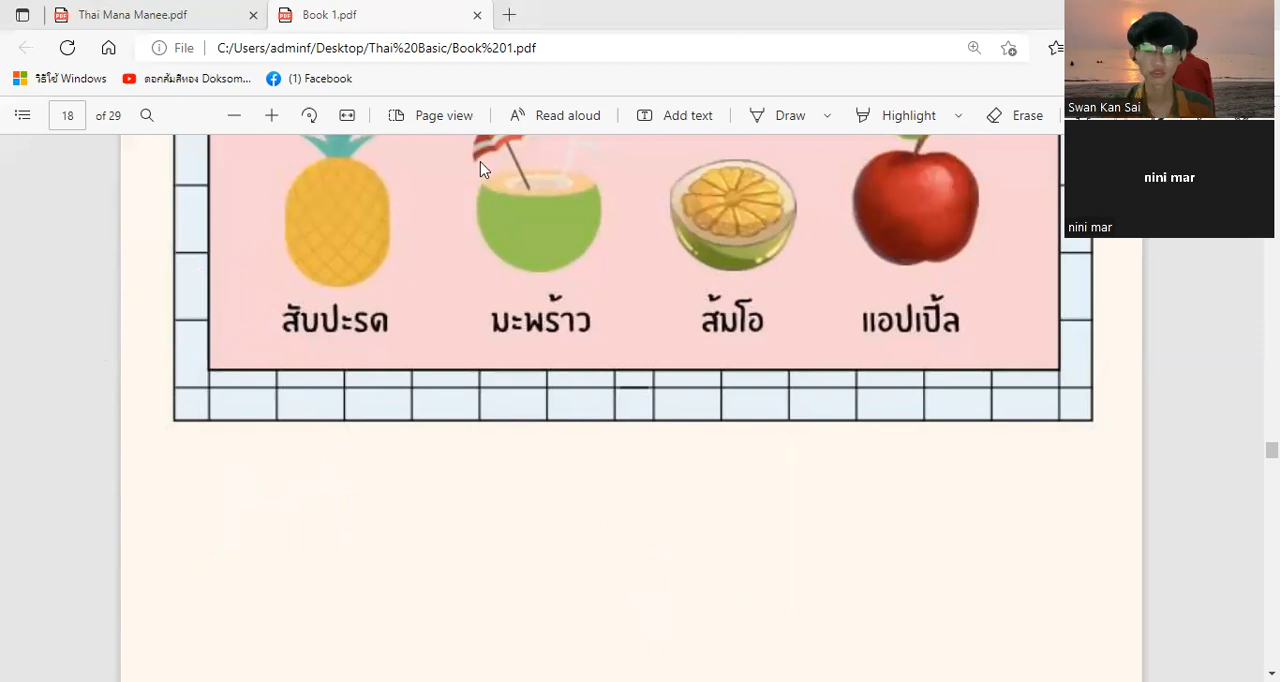 Thai Mana Manee.pdf
Book 1.pdf
File
C:/Users/adminf/Desktop/Thai%20Basic/Book%201.pdf
วิธีใช้ Windows
ดอกส้มสีทอง Doksom...
(1) Facebook
18 of 29
Page view
Read aloud
Add text
Draw
Highlight
Erase
Swan Kan Sai
nini mar
nini mar
สับปะรด
มะพร้าว
ส้มโอ
แอปเปิ้ล